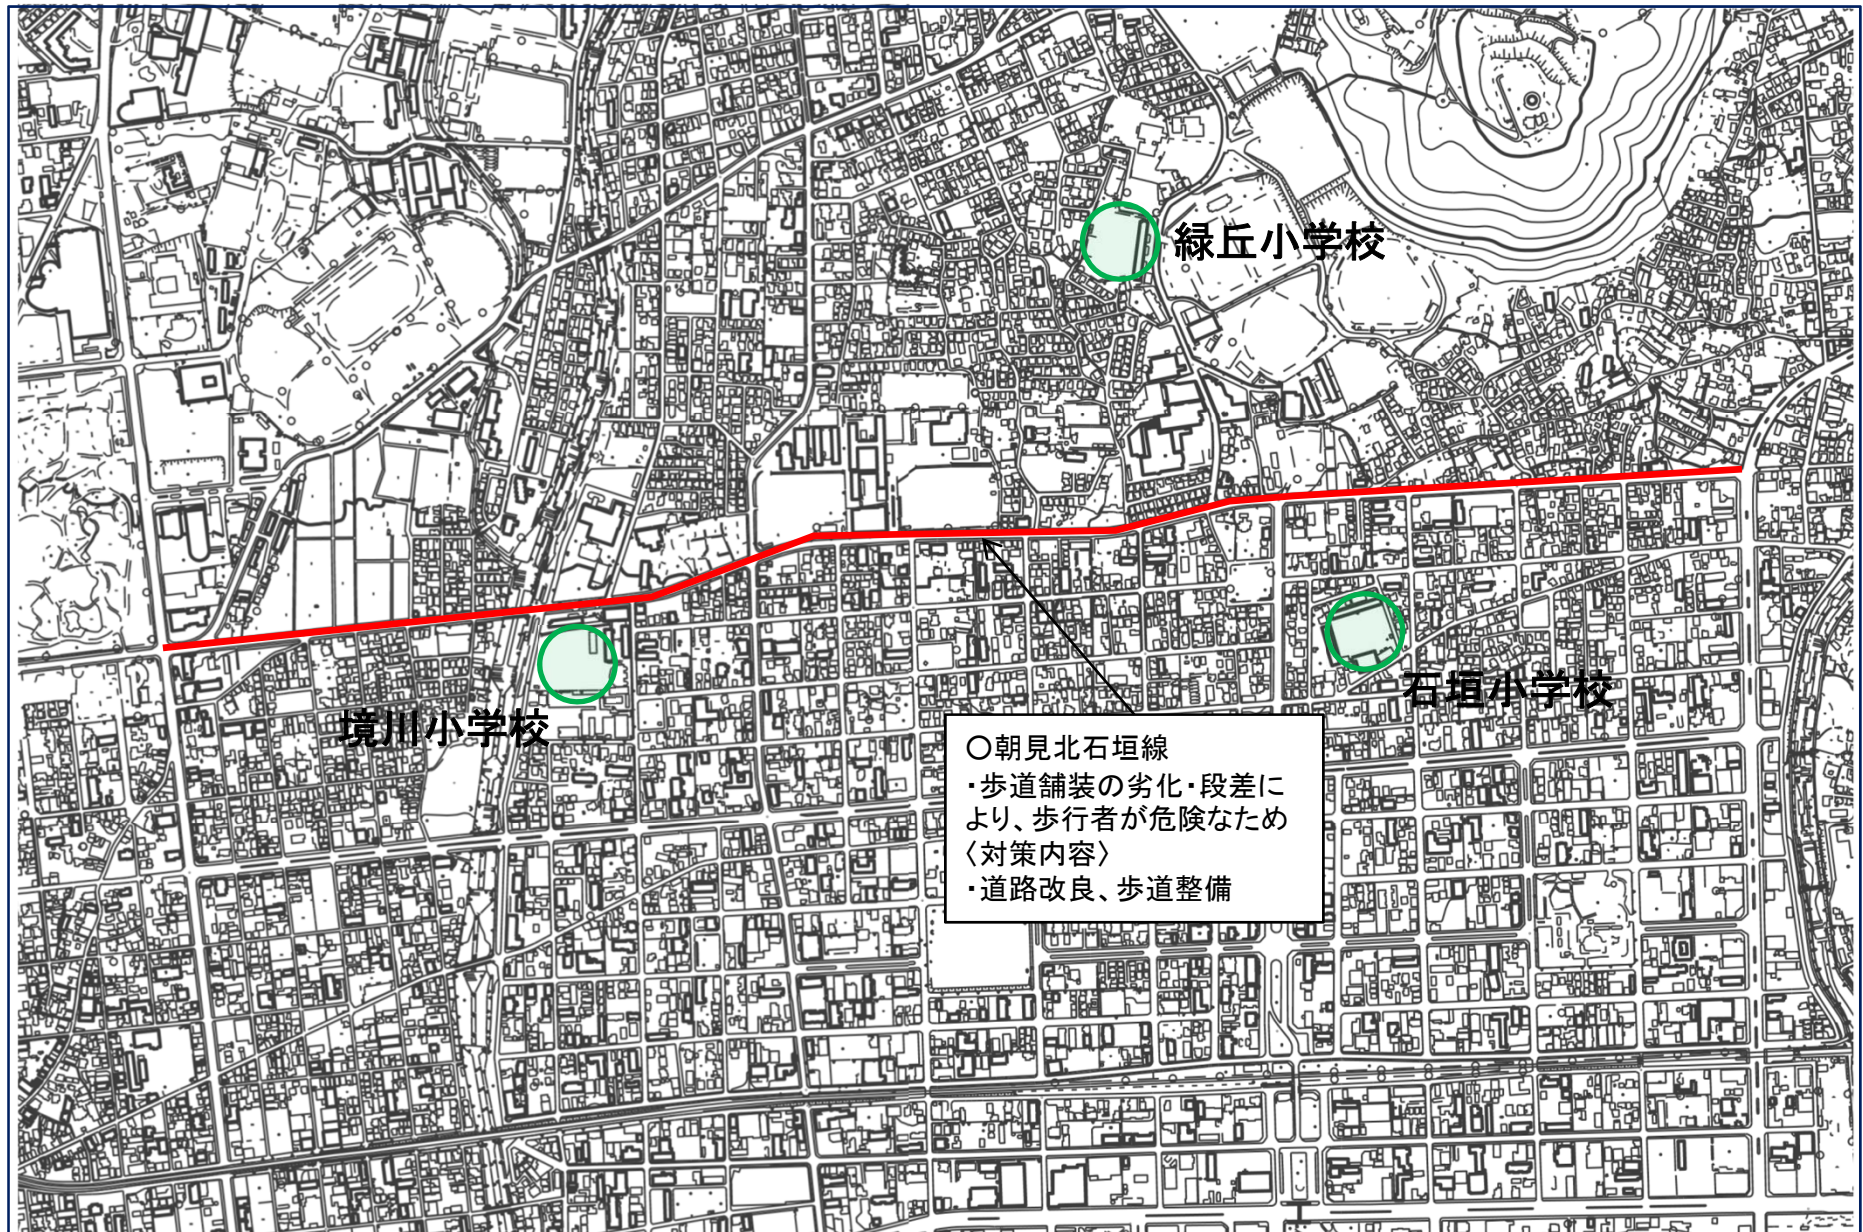 緑丘小学校
石垣小学校
境川小学校
○朝見北石垣線
・歩道舗装の劣化・段差に
より、歩行者が危険なため
〈対策内容〉
・道路改良、歩道整備